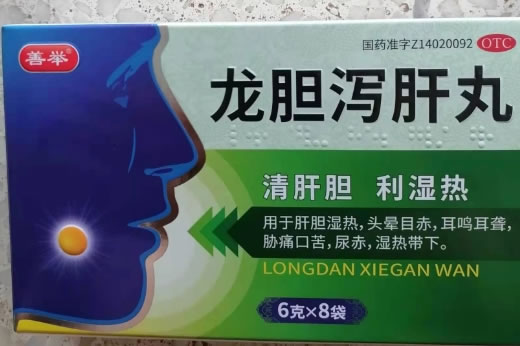 国药准字Z14020092 OTC
善举
龙胆泻肝丸
清肝胆 利湿热
用于肝胆湿热，头晕目赤，耳鸣耳聋，
胁痛口苦，尿赤，湿热带下。
LONGDAN XIEGAN WAN
6克×8袋